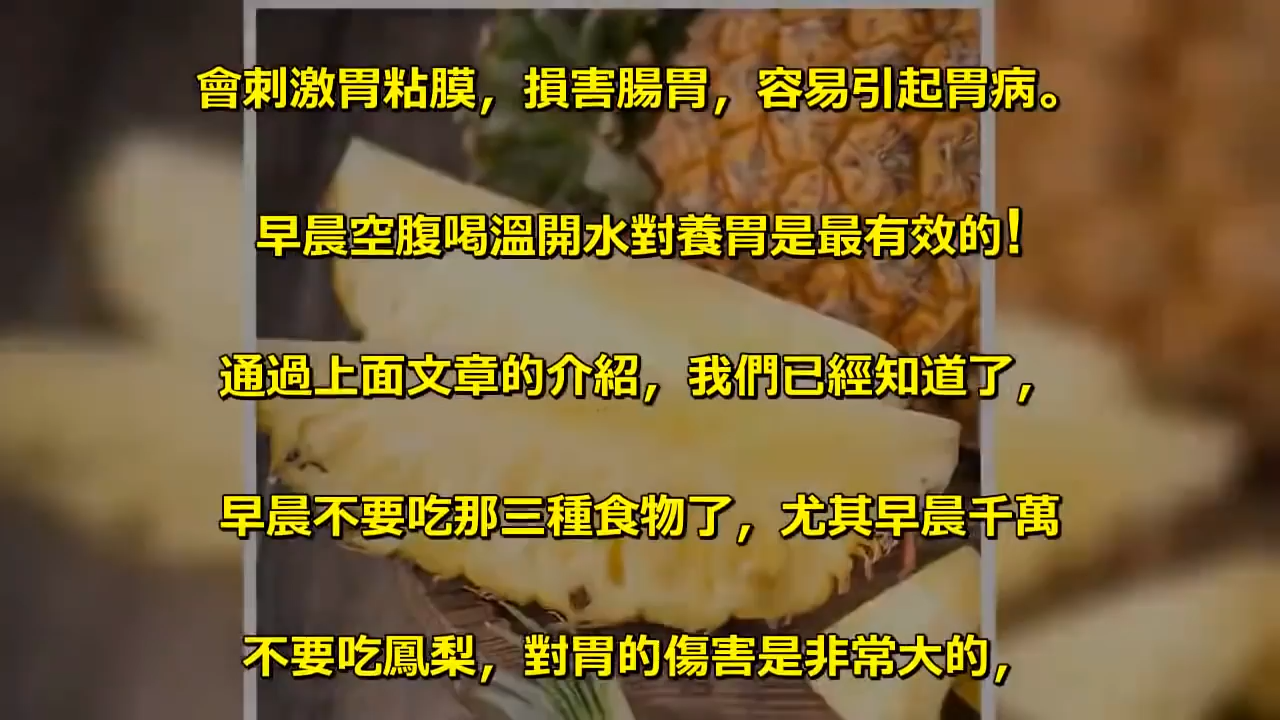 會刺激胃粘膜，損害腸胃，容易引起胃病。
早晨空腹喝溫開水對養胃是最有效的！
通過上面文章的介紹，我們已經知道了，
早晨不要吃那三種食物了，尤其早晨千萬
不要吃鳳梨，對胃的傷害是非常大的，